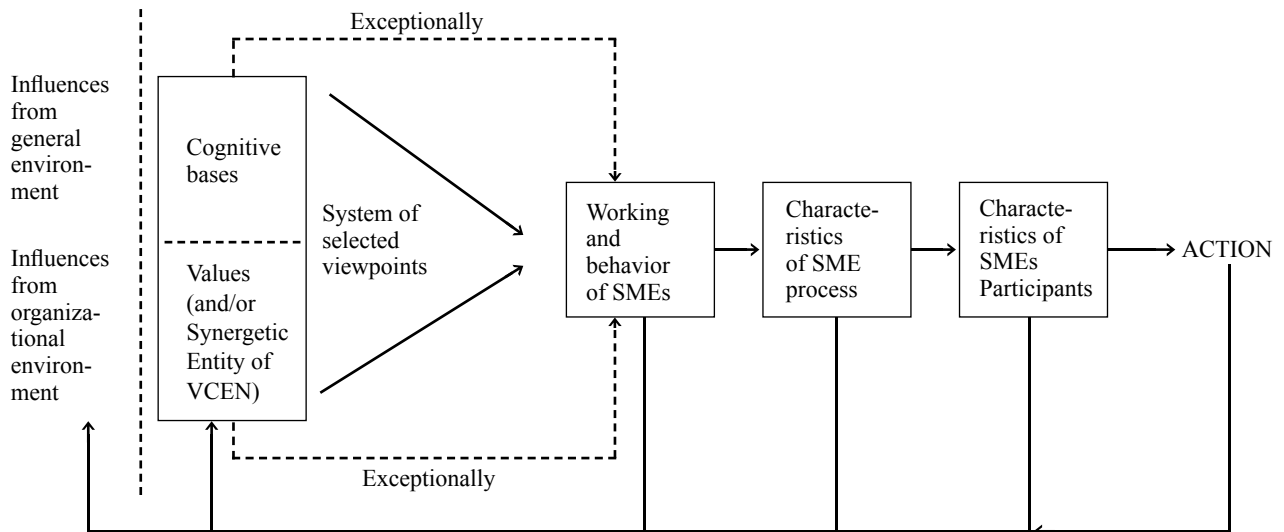 Exceptionally
Influences
from
general
environ-
ment
Influences
from
organiza-
tional
environ-
ment
Cognitive
bases
Values
(and/or
Synergetic
Entity of
VCEN)
System of
selected
viewpoints
Working
and
behavior
of SMEs
Characte-
ristics
of SME
process
Characte-
ristics of
SMEs
Participants
ACTION
Exceptionally